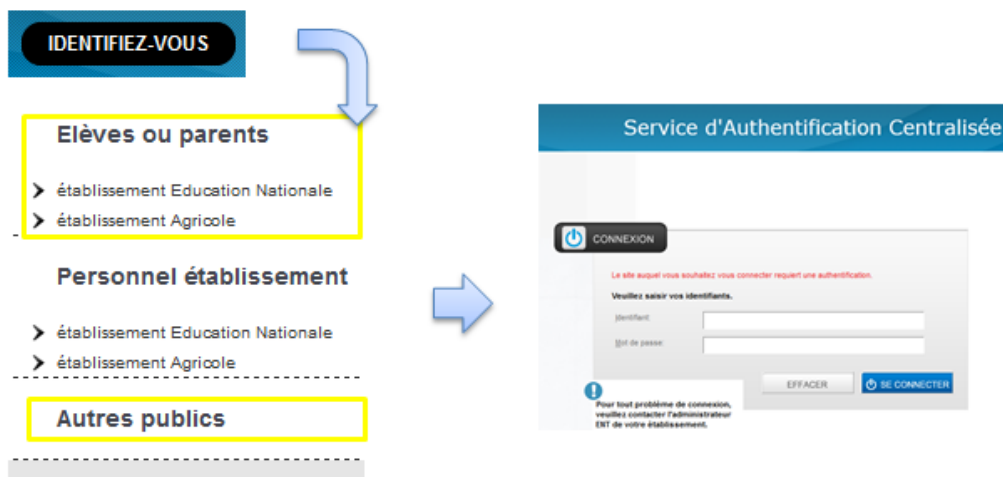 IDENTIFIEZ-VOUS
Elèves ou parents
établissement Education Nationale
établissement Agricole
Personnel établissement
établissement Education Nationale
établissement Agricole
Autres publics
Service d'Authentification Centralisée
CONNEXION
Le site auquel vous souhaitez vous connecter requiert une authentification.
Veuillez saisir vos identifiants.
Identifiant:
Mot de passe:
EFFACER
SE CONNECTER
Pour tout problème de connexion,
veuillez contacter l'administrateur
ENT de votre établissement.